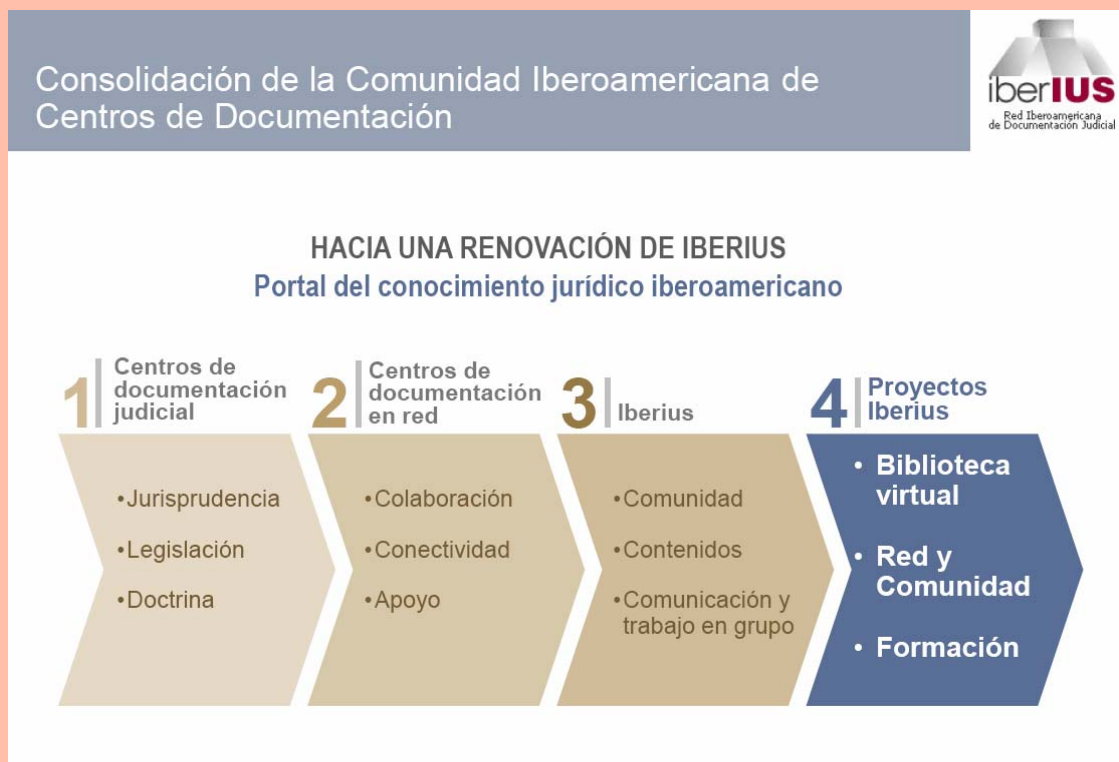 Consolidación de la Comunidad Iberoamericana de
Centros de Documentación
iberIUS
Red Iberoamericana
de Documentación Judicial
HACIA UNA RENOVACIÓN DE IBERIUS
Portal del conocimiento jurídico iberoamericano
1
Centros de
documentación
judicial
•Jurisprudencia
•Legislación
•Doctrina
2
Centros de
documentación
en red
•Colaboración
•Conectividad
•Apoyo
3
Iberius
•Comunidad
•Contenidos
•Comunicación y
trabajo en grupo
4
Proyectos
Iberius
• Biblioteca
virtual
• Red y
Comunidad
• Formación